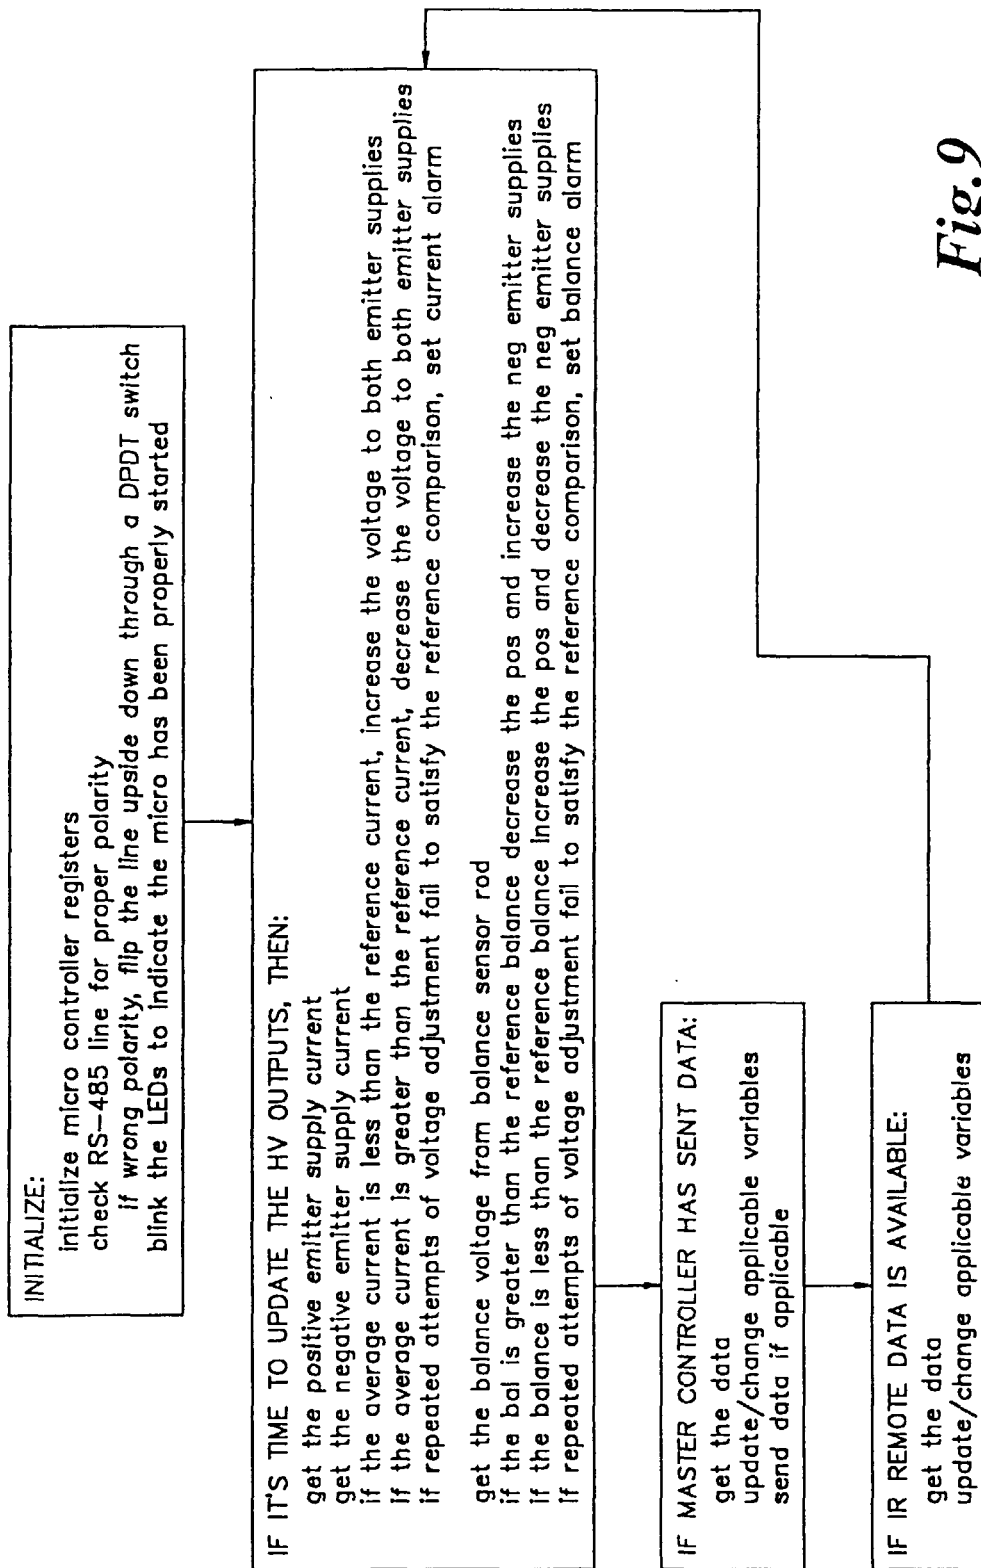 INITIALIZE:
initialize micro controller registers
check RS-485 line for proper polarity
if wrong polarity, flip the line upside down through a DPDT switch
blink the LEDs to indicate the micro has been properly started
IF IT'S TIME TO UPDATE THE HV OUTPUTS, THEN:
get the positive emitter supply current
get the negative emitter supply current
if the average current is less than the reference current, increase the voltage to both emitter supplies
if the average current is greater than the reference current, decrease the voltage to both emitter supplies
if repeated attempts of voltage adjustment fail to satisfy the reference comparison, set current alarm
get the balance voltage from balance sensor rod
if the bal is greater than the reference balance decrease the pos and increase the neg emitter supplies
if the balance is less than the reference balance increase the pos and decrease the neg emitter supplies
if repeated attempts of voltage adjustment fail to satisfy the reference comparison, set balance alarm
IF MASTER CONTROLLER HAS SENT DATA:
get the data
update/change applicable variables
send data if applicable
IF IR REMOTE DATA IS AVAILABLE:
get the data
update/change applicable variables
Fig.9